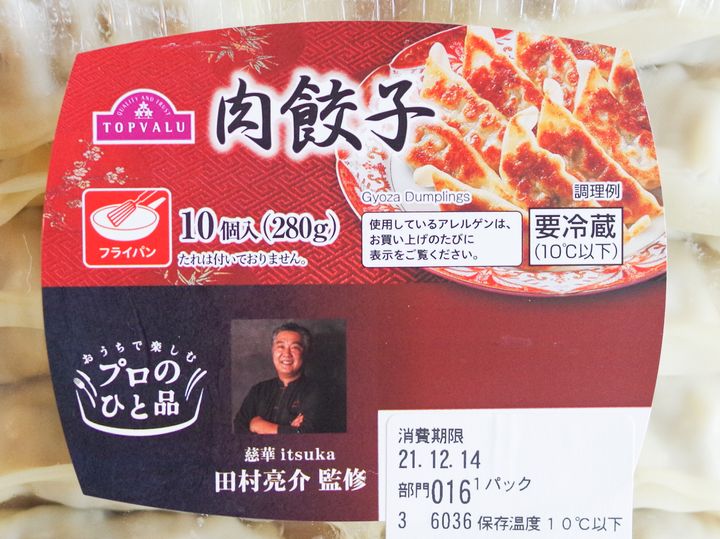 QUALITY AND TRUST
TOPVALU
肉餃子
Gyoza Dumplings
調理例
フライパン
10個入(280g)
たれは付いておりません。
使用しているアレルゲンは、
お買い上げのたびに
表示をご覧ください。
要冷蔵
(10℃以下)
おうちで楽しむ
プロの
ひと品
慈華 itsuka
田村亮介 監修
消費期限
21.12.14
部門016 1パック
3 6036 保存温度 10℃以下